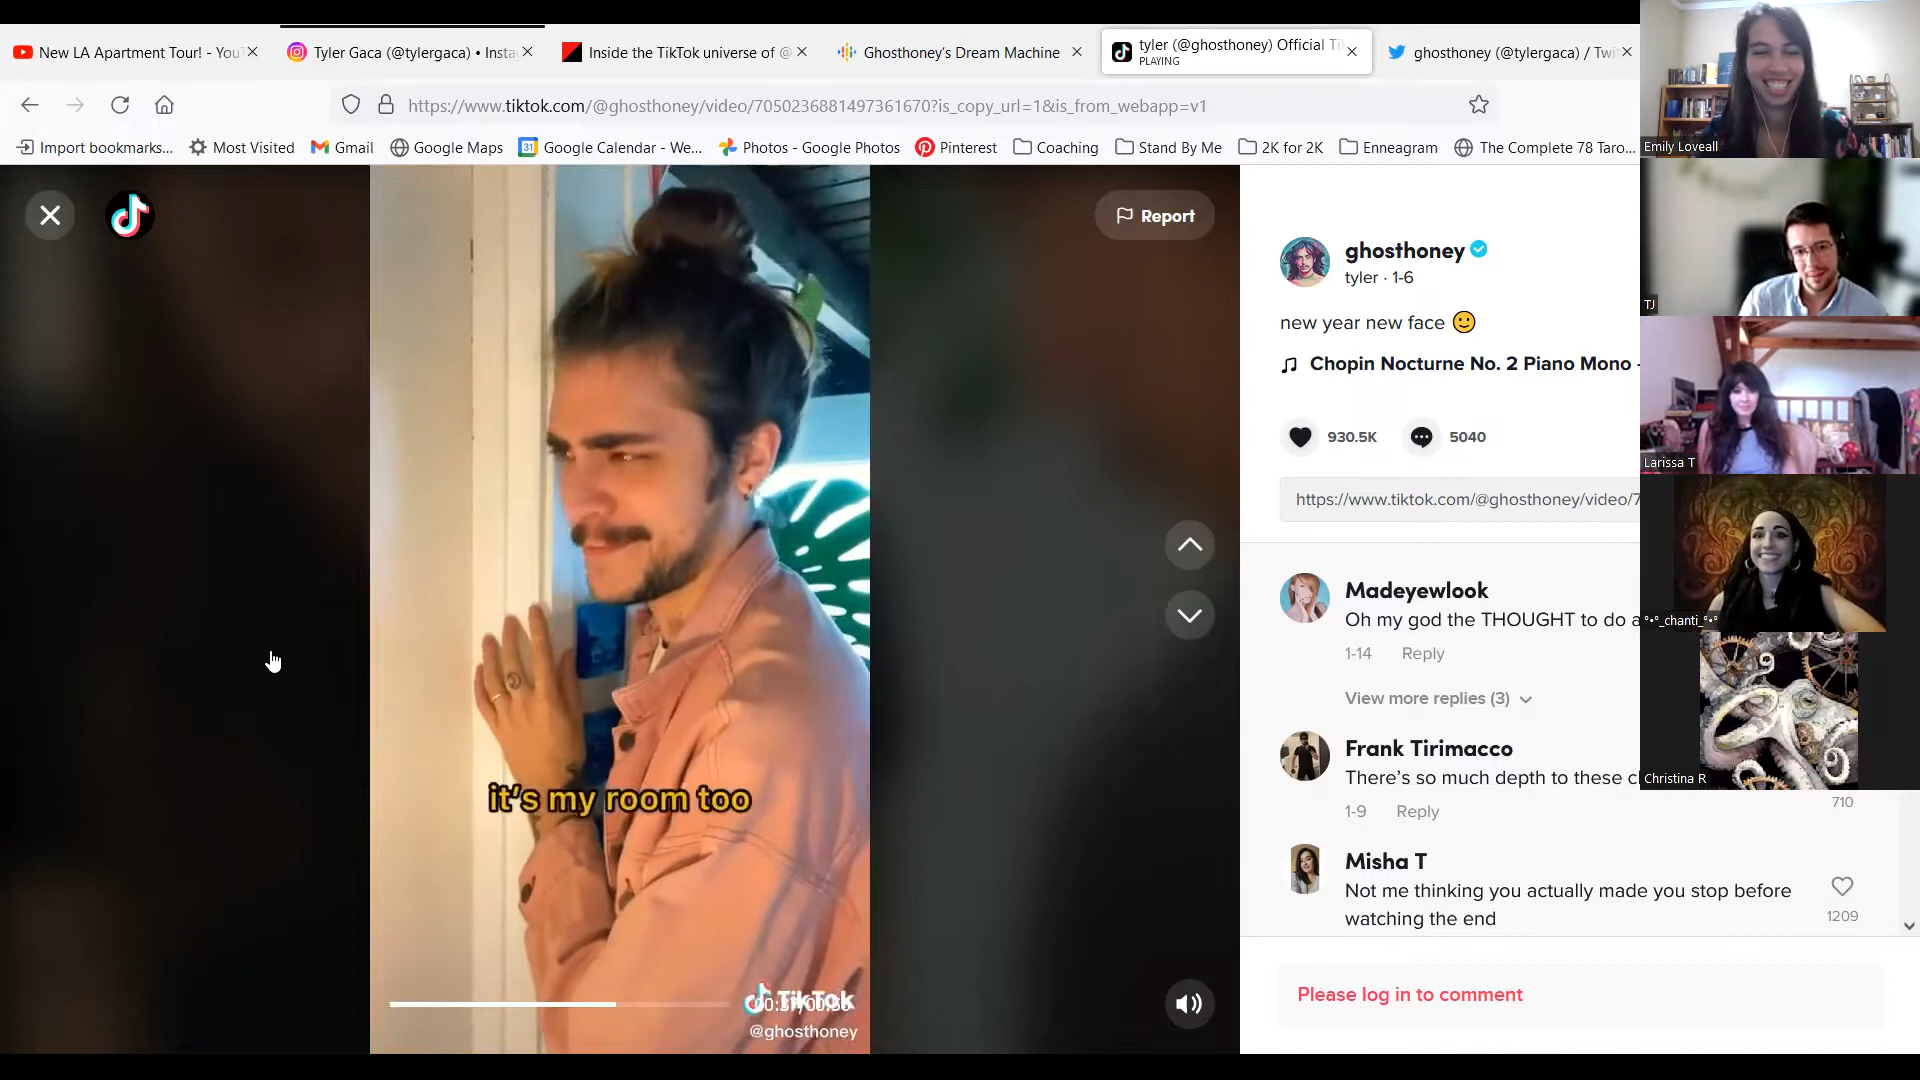 New LA Apartment Tour! - You
Tyler Gaca (@tylergaca) • Insta
Inside the TikTok universe of @
Ghosthoney's Dream Machine
tyler (@ghosthoney) Official Ti
PLAYING
ghosthoney (@tylergaca) / Twi
https://www.tiktok.com/@ghosthoney/video/7050236881497361670?is_copy_url=1&is_from_webapp=v1
Import bookmarks...
Most Visited
Gmail
Google Maps
31
Google Calendar - We...
Photos - Google Photos
Pinterest
Coaching
Stand By Me
2K for 2K
Enneagram
The Complete 78 Taro...
Report
it's my room too
TikTok
@ghosthoney
ghosthoney
tyler · 1-6
new year new face 🙂
Chopin Nocturne No. 2 Piano Mono -
930.5K
5040
https://www.tiktok.com/@ghosthoney/video/7
Madeyewlook
Oh my god the THOUGHT to do a
1-14 Reply
View more replies (3)
Frank Tirimacco
There's so much depth to these c
710
1-9 Reply
Misha T
Not me thinking you actually made you stop before
watching the end
1209
Please log in to comment
Emily Loveall
TJ
Larissa T
°•°_chanti_°•°
Christina R